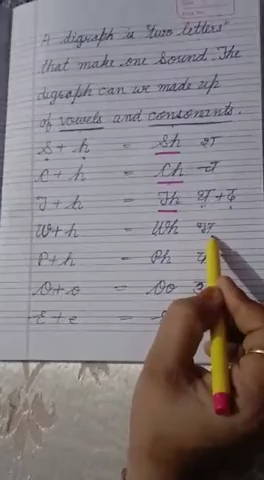 A digraph is "two letters"
that make one sound. The
digraph can we made up
of vowels and consonants.
S + h = Sh श
C + h = Ch च
T + h = Th थ + द
W + h = Wh
P + h = Ph
O + o = Oo
E + e =